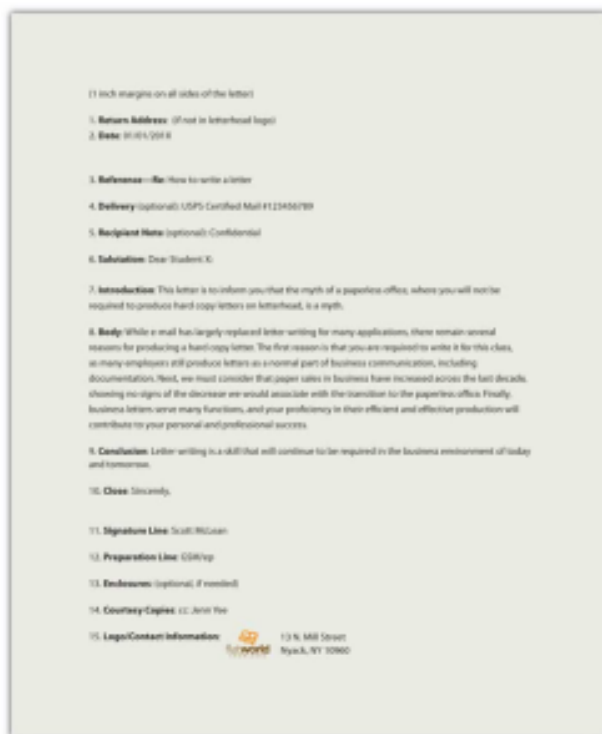 (1 inch margins on all sides of the letter)
1. Return Address: (if not in letterhead logo)
2. Date: 01/01/2010
3. Reference—Re: How to write a letter
4. Delivery (optional): USPS Certified Mail #123456789
5. Recipient Note (optional): Confidential
6. Salutation: Dear Student X:
7. Introduction: This letter is to inform you that the myth of a paperless office, where you will not be
required to produce hard copy letters on letterhead, is a myth.
8. Body: While e-mail has largely replaced letter writing for many applications, there remain several
reasons for producing a hard copy letter. The first reason is that you are required to write it for this class,
as many employers still produce letters as a normal part of business communication, including
documentation. Next, we must consider that paper sales in business have increased across the last decade,
showing no signs of the decrease we would associate with the transition to the paperless office. Finally,
business letters serve many functions, and your proficiency in their efficient and effective production will
contribute to your personal and professional success.
9. Conclusion: Letter writing is a skill that will continue to be required in the business environment of today
and tomorrow.
10. Close: Sincerely,
11. Signature Line: Scott McLean
12. Preparation Line: GSM/ep
13. Enclosures: (optional, if needed)
14. Courtesy Copies: cc: Jenn Yee
15. Logo/Contact Information: 13 N. Mill Street
world Nyack, NY 10960